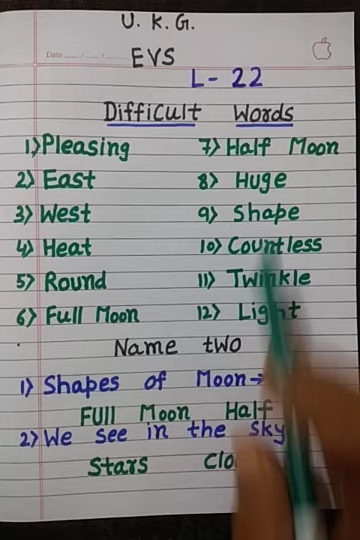 U. K. G.
Date
EVS
L - 22
Difficult Words
1) Pleasing
2) East
3) West
4) Heat
5) Round
6) Full Moon
7) Half Moon
8) Huge
9) Shape
10) Countless
11) Twinkle
12) Light
Name two
1) Shapes of Moon→
FUll Moon Half
2) We see in the sky
Stars